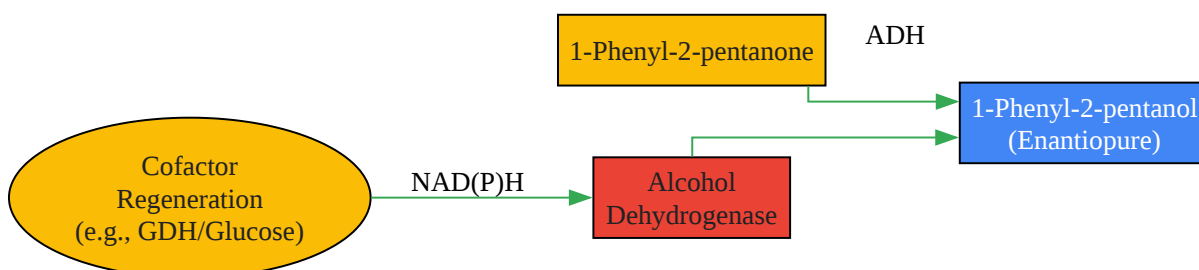 1-Phenyl-2-pentanone
ADH
1-Phenyl-2-pentanol
(Enantiopure)
Cofactor
Regeneration
(e.g., GDH/Glucose)
NAD(P)H
Alcohol
Dehydrogenase